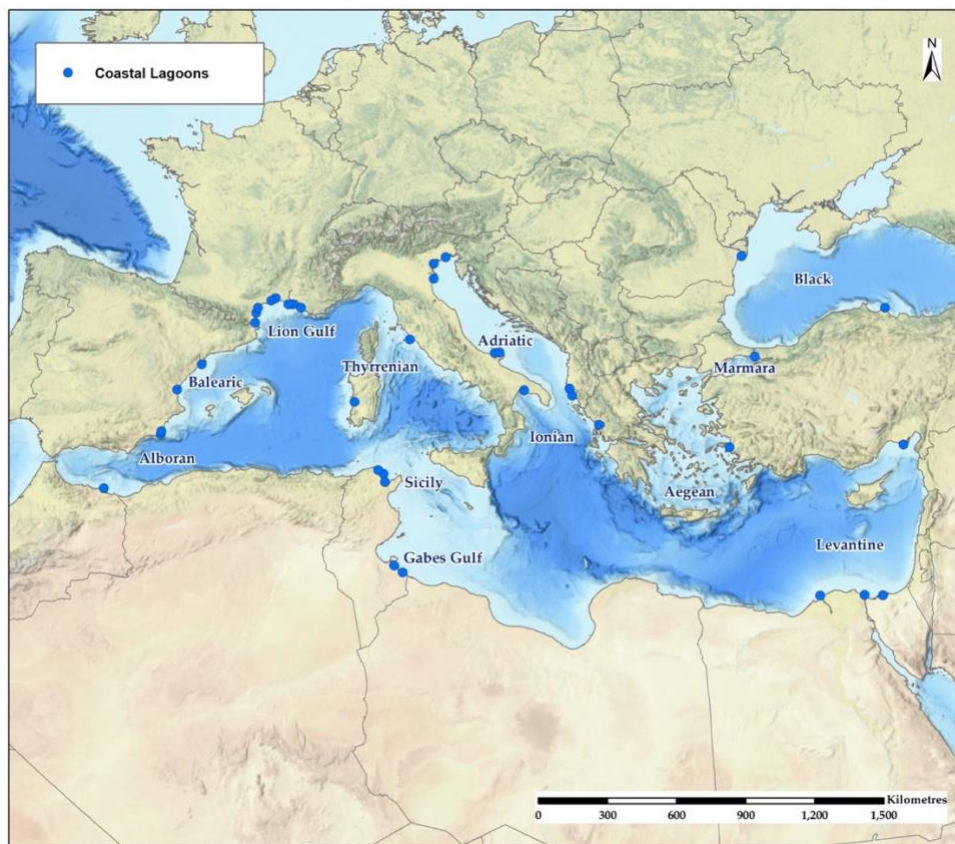 N
Coastal Lagoons
Black
Lion Gulf
Adriatic
Marmara
Thyrrenian
Balearic
Ionian
Alboran
Sicily
Aegean
Levantine
Gabes Gulf
Kilometres
0 300 600 900 1,200 1,500